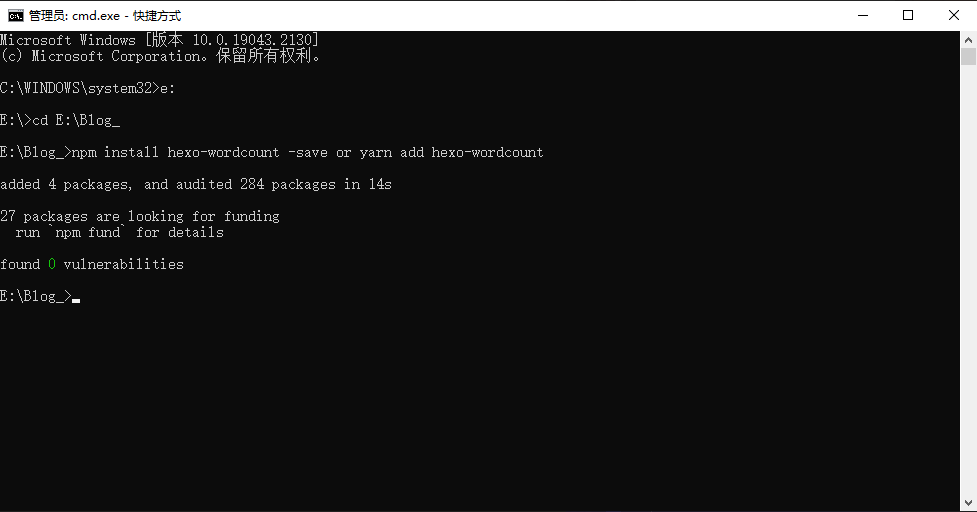 管理员: cmd.exe - 快捷方式
Microsoft Windows [版本 10.0.19043.2130]
(c) Microsoft Corporation。保留所有权利。
C:\WINDOWS\system32>e:
E:\>cd E:\Blog_
E:\Blog_>npm install hexo-wordcount -save or yarn add hexo-wordcount
added 4 packages, and audited 284 packages in 14s
27 packages are looking for funding
  run `npm fund` for details
found 0 vulnerabilities
E:\Blog_>